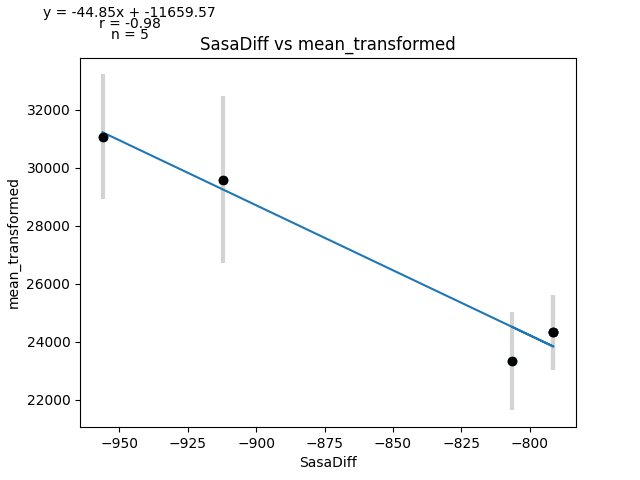 y = -44.85x + -11659.57
r = -0.98
n = 5
SasaDiff vs mean_transformed
32000
30000
28000
26000
24000
22000
mean_transformed
−950
−925
−900
−875
−850
−825
−800
SasaDiff